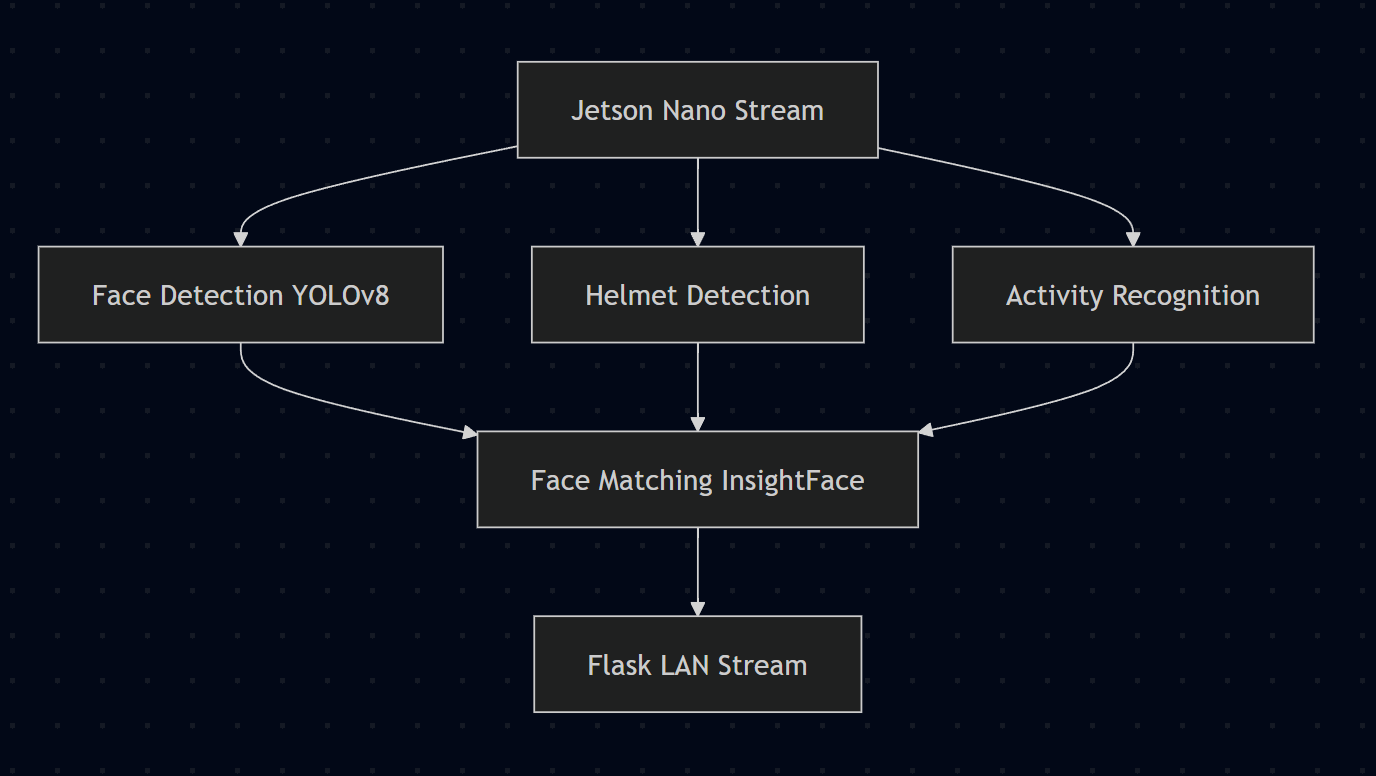 Jetson Nano Stream
Face Detection YOLOv8
Helmet Detection
Activity Recognition
Face Matching InsightFace
Flask LAN Stream